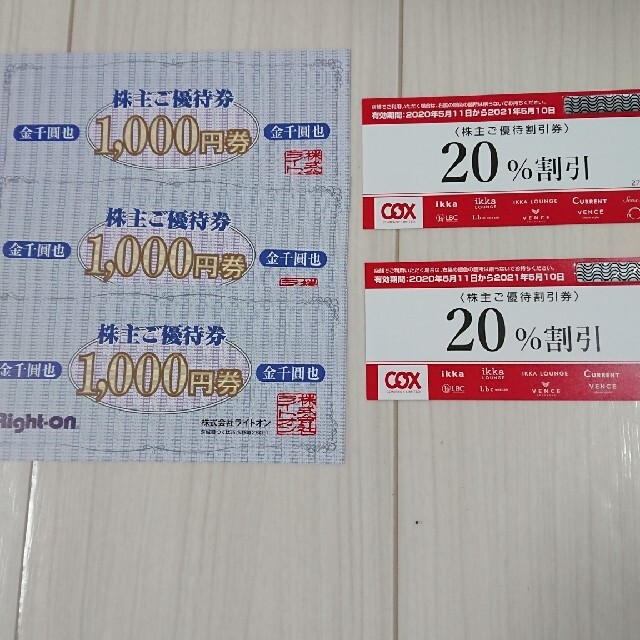 株主ご優待券
金千圓也 1,000円券 金千圓也
株主ご優待券
金千圓也 1,000円券 金千圓也
株主ご優待券
金千圓也 1,000円券 金千圓也
Right-on
株式会社ライトオン
有効期間:2020年5月11日から2021年5月10日
〈株主ご優待割引券〉
20%割引
27
COX ikka ikka LOUNGE IKKA LOUNGE CURRENT
LBC VENCE VENCE
有効期間:2020年5月11日から2021年5月10日
〈株主ご優待割引券〉
20%割引
COX ikka ikka LOUNGE IKKA LOUNGE CURRENT
LBC VENCE VENCE